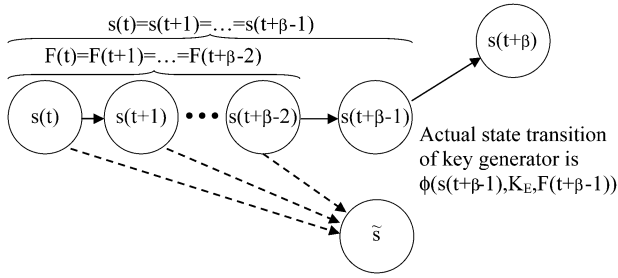 s(t)=s(t+1)=...=s(t+β-1)
s(t+β)
F(t)=F(t+1)=...=F(t+β-2)
s(t)
s(t+1)
•••
s(t+β-2)
s(t+β-1)
Actual state transition
of key generator is
ϕ(s(t+β-1),K_E,F(t+β-1))
s̃